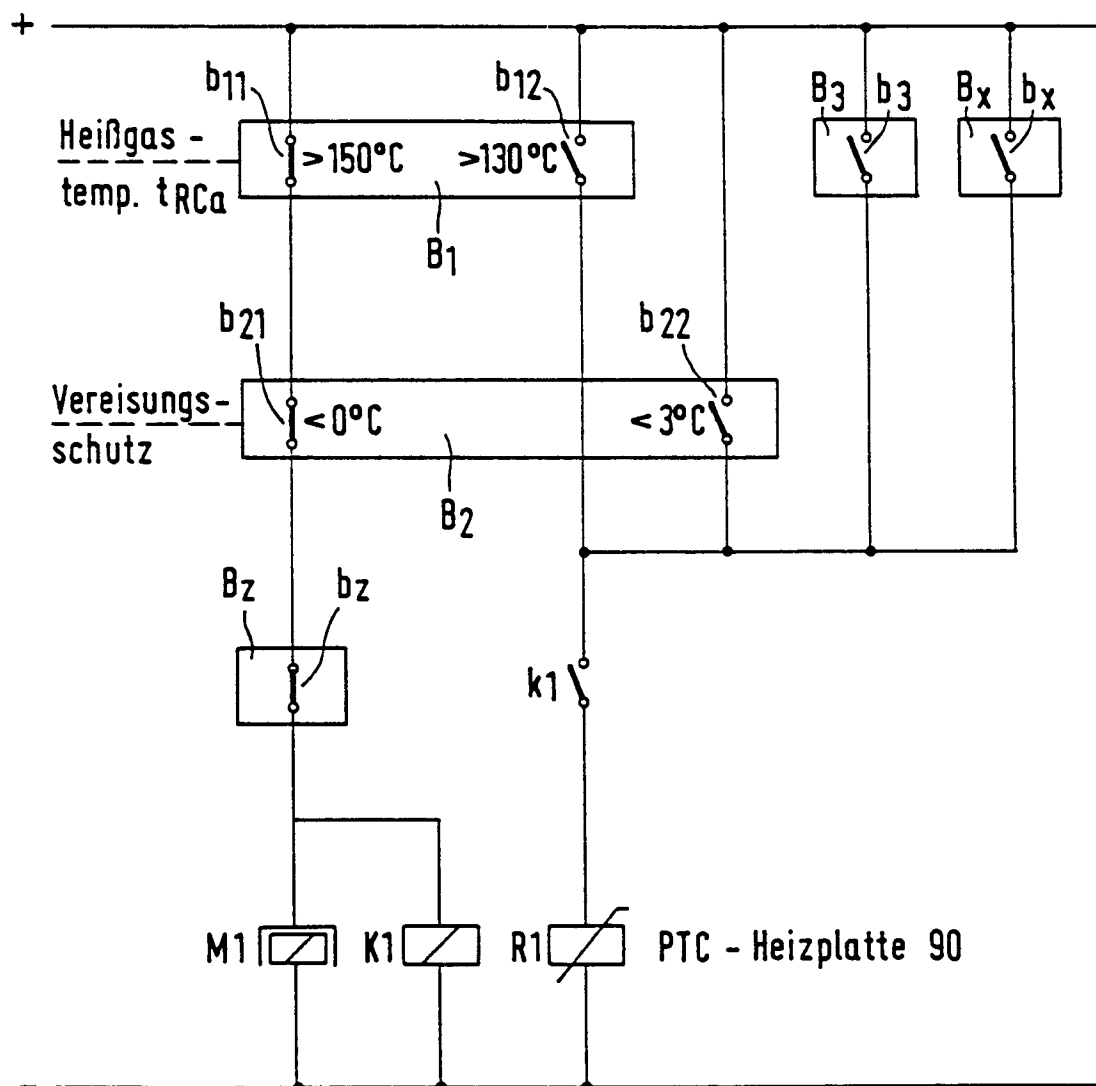 +
b11
b12
B3
b3
Bx
bx
Heißgas -
temp. tRCa
>150°C
>130°C
B1
b21
b22
Vereisungs-
schutz
<0°C
<3°C
B2
Bz
bz
k1
M1
K1
R1
PTC - Heizplatte 90
-